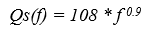 Qs(f) = 108 * f^0.9